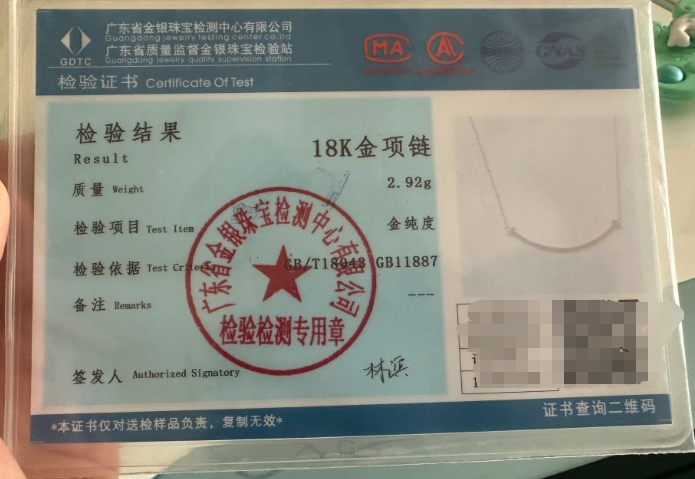 广东省金银珠宝检测中心有限公司
Guangdong jewelry testing center co.ltd
广东省质量监督金银珠宝检验站
Guangdong jewelry quality supervision station
GDTC
MA
CNAS
检验证书 Certificate Of Test
检验结果
Result
18K金项链
质量 Weight 2.92g
检验项目 Test Item 金纯度
检验依据 Test Criteria GB/T18043 GB11887
备注 Remarks ---
签发人 Authorized Signatory 林滨
广东省金银珠宝检测中心有限公司
检验检测专用章
*本证书仅对送检样品负责，复制无效*
证书查询二维码